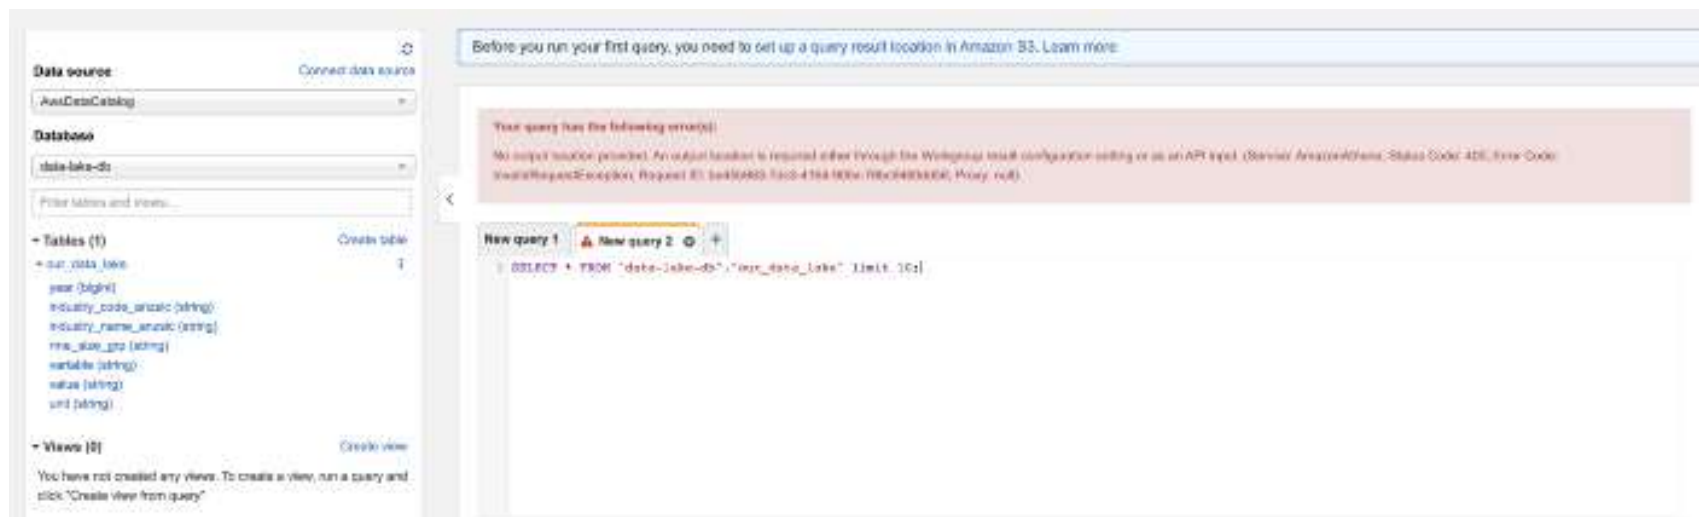 Before you run your first query, you need to set up a query result location in Amazon S3. Learn more
Data source
Connect data source
AwsDataCatalog
Database
data-lake-db
Filter tables and views...
Tables (1)
Create table
our_data_lake
year (bigint)
industry_code_anzsic (string)
industry_name_anzsic (string)
rme_size_grp (string)
variable (string)
value (string)
unit (string)
Views (0)
Create view
You have not created any views. To create a view, run a query and
click "Create view from query"
Your query has the following error(s):
No output location provided. An output location is required either through the Workgroup result configuration setting or as an API input. (Service: AmazonAthena; Status Code: 400; Error Code:
InvalidRequestException; Request ID: Proxy: null)
New query 1
New query 2
+
1 SELECT * FROM "data-lake-db"."our_data_lake" limit 10;